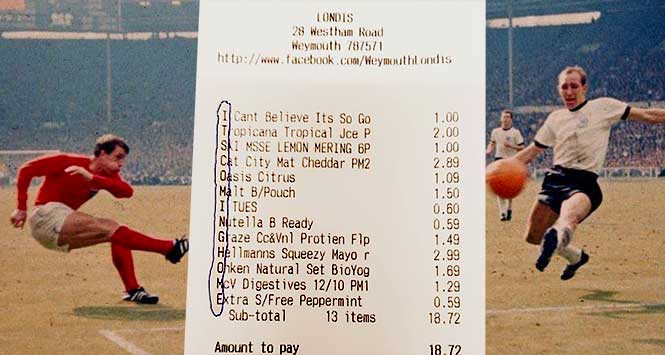 LONDIS
28 Westham Road
Weymouth 787571
http://www.facebook.com/WeymouthLondis
I Cant Believe Its So Go 1.00
Tropicana Tropical Jce P 2.00
SKI MSSE LEMON MERING 6P 1.00
Cat City Mat Cheddar PM2 2.89
Oasis Citrus 1.09
Malt B/Pouch 1.50
I TUES 0.60
Nutella B Ready 0.59
Graze Cc&Vnl Protien Flp 1.49
Hellmanns Squeezy Mayo r 2.99
Onken Natural Set BioYog 1.69
McV Digestives 12/10 PM1 1.29
Extra S/Free Peppermint 0.59
Sub-total 13 items 18.72
Amount to pay 18.72